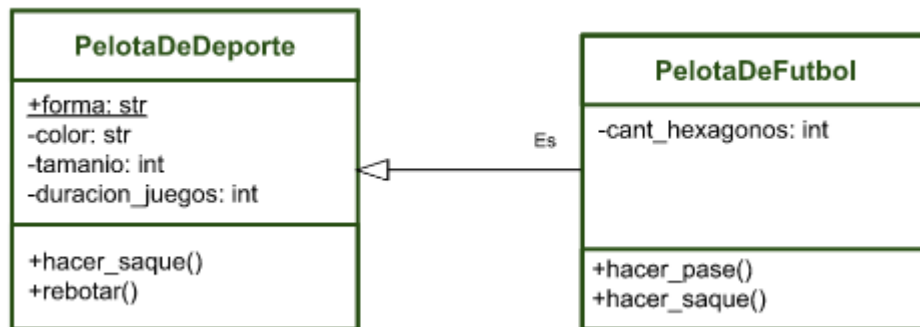 PelotaDeDeporte
+forma: str
-color: str
-tamanio: int
-duracion_juegos: int
+hacer_saque()
+rebotar()
Es
PelotaDeFutbol
-cant_hexagonos: int
+hacer_pase()
+hacer_saque()